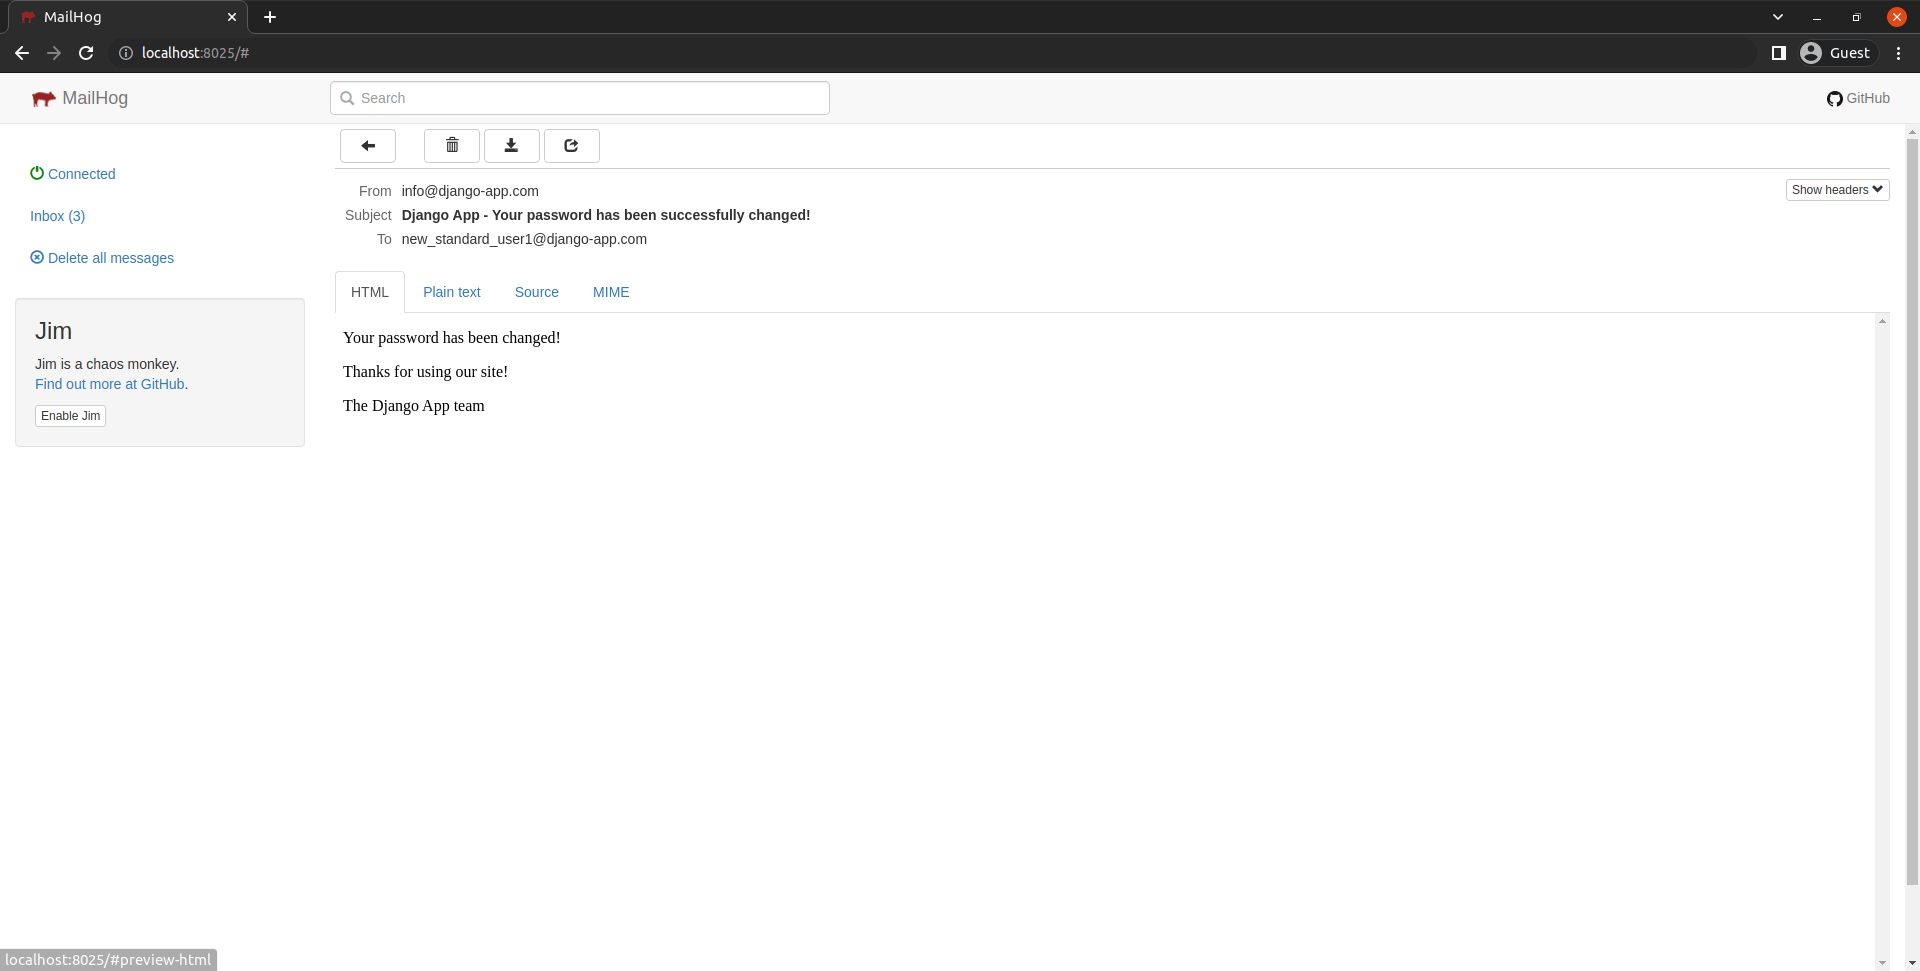 MailHog
localhost:8025/#
Guest
MailHog
Search
GitHub
Connected
Inbox (3)
Delete all messages
Jim
Jim is a chaos monkey.
Find out more at GitHub.
Enable Jim
From info@django-app.com
Show headers
Subject Django App - Your password has been successfully changed!
To new_standard_user1@django-app.com
HTML Plain text Source MIME
Your password has been changed!
Thanks for using our site!
The Django App team
localhost:8025/#preview-html